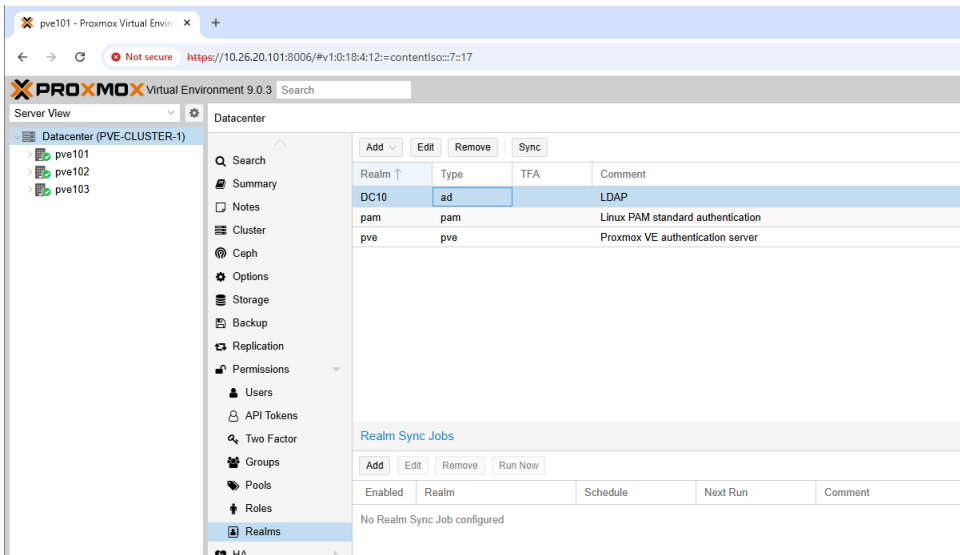 pve101 - Proxmox Virtual Enviro
Not secure https://10.26.20.101:8006/#v1:0:18:4:12:=contentIso:::7::17
PROXMOX Virtual Environment 9.0.3 Search
Server View
Datacenter
Datacenter (PVE-CLUSTER-1)
pve101
pve102
pve103
Search
Summary
Notes
Cluster
Ceph
Options
Storage
Backup
Replication
Permissions
Users
API Tokens
Two Factor
Groups
Pools
Roles
Realms
HA
Add Edit Remove Sync
Realm ↑ Type TFA Comment
DC10 ad LDAP
pam pam Linux PAM standard authentication
pve pve Proxmox VE authentication server
Realm Sync Jobs
Add Edit Remove Run Now
Enabled Realm Schedule Next Run Comment
No Realm Sync Job configured